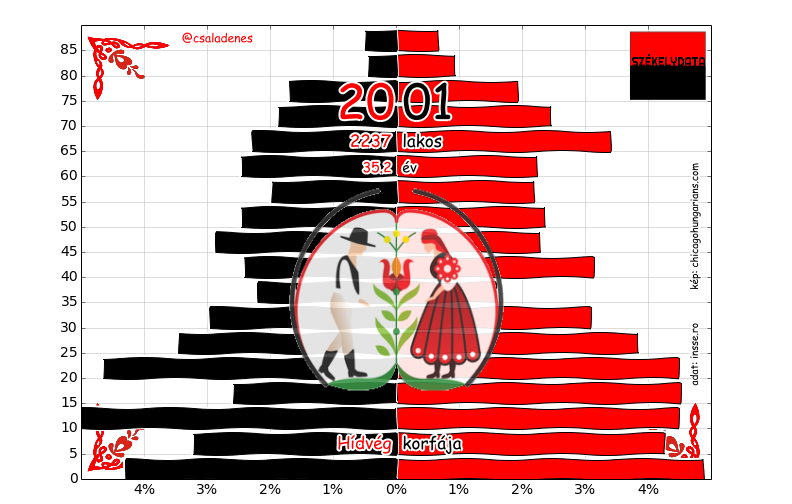 @csaladenes
SZÉKELYDATA
2001
2237 lakos
35,2 év
kép: chicagohungarians.com
adat: insse.ro
Hídvég korfája
85
80
75
70
65
60
55
50
45
40
35
30
25
20
15
10
5
0
4% 3% 2% 1% 0% 1% 2% 3% 4%